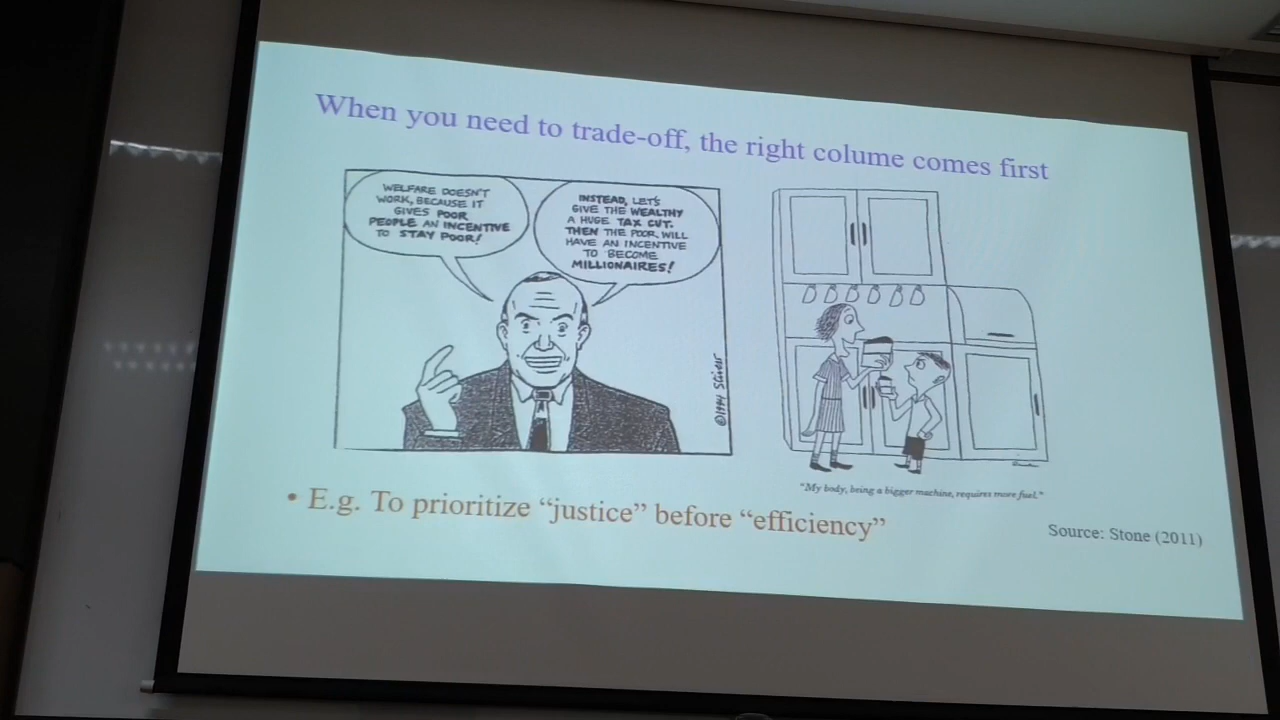 When you need to trade-off, the right colume comes first
WELFARE DOESN'T
WORK, BECAUSE IT
GIVES POOR
PEOPLE AN INCENTIVE
TO STAY POOR!
INSTEAD, LET'S
GIVE THE WEALTHY
A HUGE TAX CUT.
THEN THE POOR WILL
HAVE AN INCENTIVE
TO BECOME
MILLIONAIRES!
©1994
"My body, being a bigger machine, requires more fuel."
• E.g. To prioritize “justice” before “efficiency”
Source: Stone (2011)